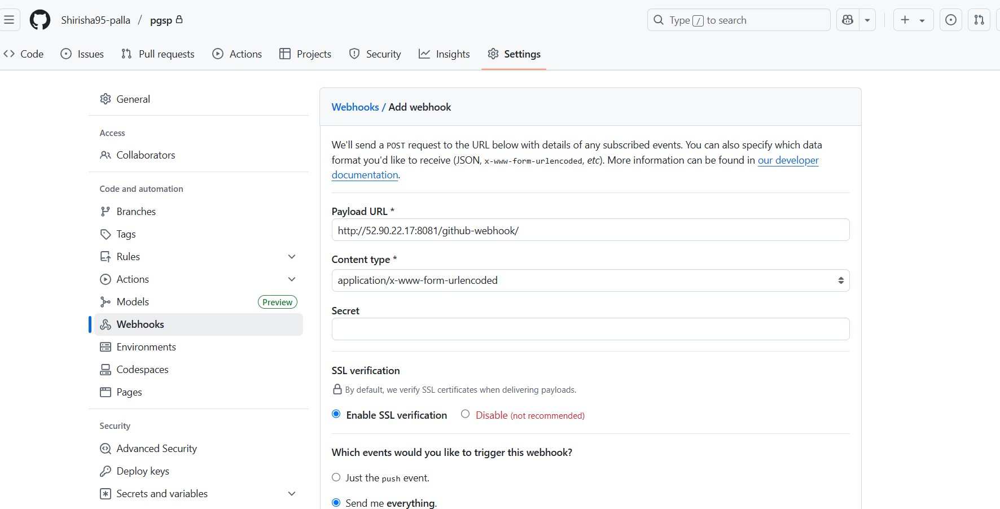 Shirisha95-palla / pgsp
Type / to search
Code
Issues
Pull requests
Actions
Projects
Security
Insights
Settings
General
Access
Collaborators
Code and automation
Branches
Tags
Rules
Actions
Models
Preview
Webhooks
Environments
Codespaces
Pages
Security
Advanced Security
Deploy keys
Secrets and variables
Webhooks / Add webhook
We'll send a POST request to the URL below with details of any subscribed events. You can also specify which data
format you'd like to receive (JSON, x-www-form-urlencoded, etc). More information can be found in our developer
documentation.
Payload URL *
http://52.90.22.17:8081/github-webhook/
Content type *
application/x-www-form-urlencoded
Secret
SSL verification
By default, we verify SSL certificates when delivering payloads.
Enable SSL verification
Disable (not recommended)
Which events would you like to trigger this webhook?
Just the push event.
Send me everything.